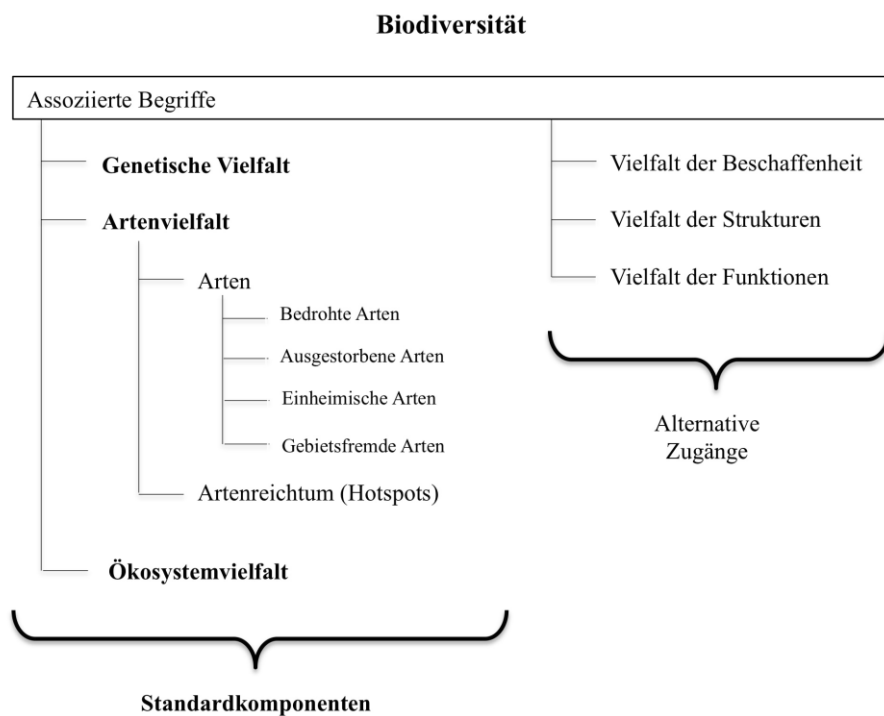 Biodiversität
Assoziierte Begriffe
Genetische Vielfalt
Artenvielfalt
Arten
Bedrohte Arten
Ausgestorbene Arten
Einheimische Arten
Gebietsfremde Arten
Artenreichtum (Hotspots)
Ökosystemvielfalt
Standardkomponenten
Vielfalt der Beschaffenheit
Vielfalt der Strukturen
Vielfalt der Funktionen
Alternative
Zugänge